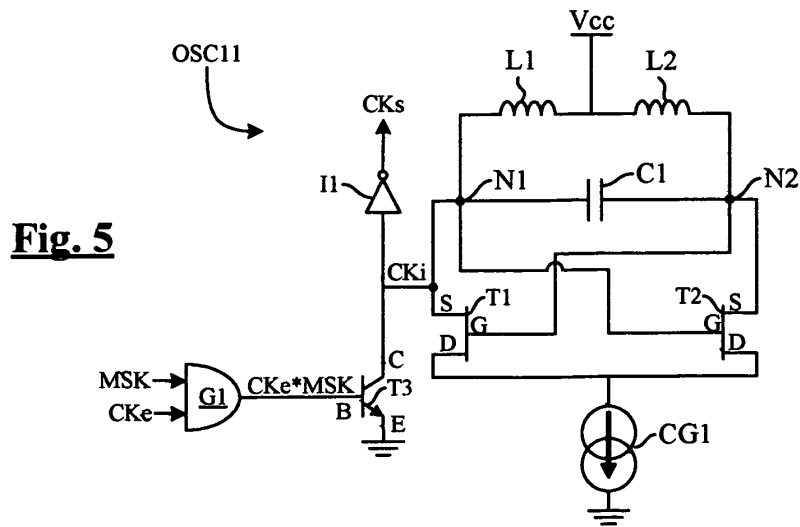 Vcc
OSC11
L1
L2
CKs
I1
N1
C1
N2
Fig. 5
CKi
S
T1
T2
S
G
G
D
D
C
MSK
G1
CKe*MSK
T3
CKe
B
E
CG1